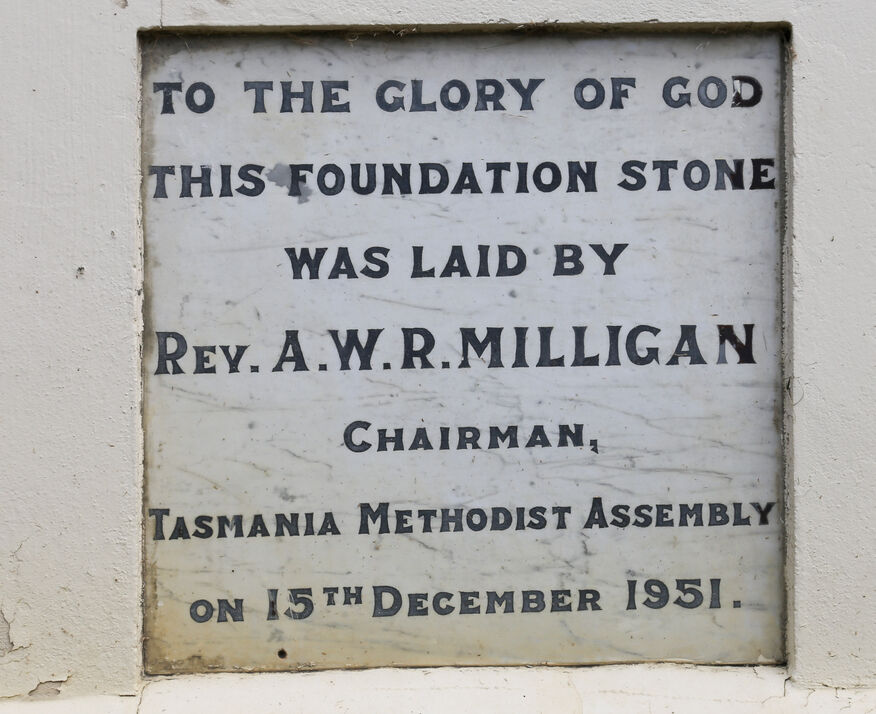 TO THE GLORY OF GOD
THIS FOUNDATION STONE
WAS LAID BY
REV. A.W.R. MILLIGAN
CHAIRMAN,
TASMANIA METHODIST ASSEMBLY
ON 15TH DECEMBER 1951.